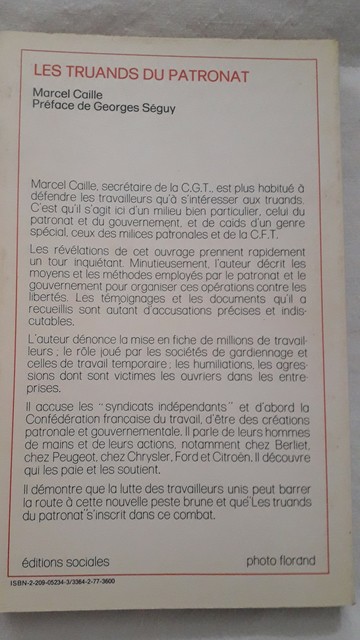 LES TRUANDS DU PATRONAT
Marcel Caille
Préface de Georges Séguy
Marcel Caille, secrétaire de la C.G.T., est plus habitué à
défendre les travailleurs qu'à s'intéresser aux truands.
C'est qu'il s'agit ici d'un milieu bien particulier, celui du
patronat et du gouvernement, et de caïds d'un genre
spécial, ceux des milices patronales et de la C.F.T.
Les révélations de cet ouvrage prennent rapidement
un tour inquiétant. Minutieusement, l'auteur décrit les
moyens et les méthodes employés par le patronat et le
gouvernement pour organiser ces opérations contre les
libertés. Les témoignages et les documents qu'il a
recueillis sont autant d'accusations précises et indis-
cutables.
L'auteur dénonce la mise en fiche de millions de travail-
leurs ; le rôle joué par les sociétés de gardiennage et
celles de travail temporaire ; les humiliations, les agres-
sions dont sont victimes les ouvriers dans les entre-
prises.
Il accuse les "syndicats indépendants" et d'abord la
Confédération française du travail, d'être des créations
patronale et gouvernementale. Il parle de leurs hommes
de mains et de leurs actions, notamment chez Berliet,
chez Peugeot, chez Chrysler, Ford et Citroën. Il découvre
qui les paie et les soutient.
Il démontre que la lutte des travailleurs unis peut barrer
la route à cette nouvelle peste brune et que "Les truands
du patronat" s'inscrit dans ce combat.
éditions sociales
photo florand
ISBN-2-209-05234-3/3364-2-77-3600